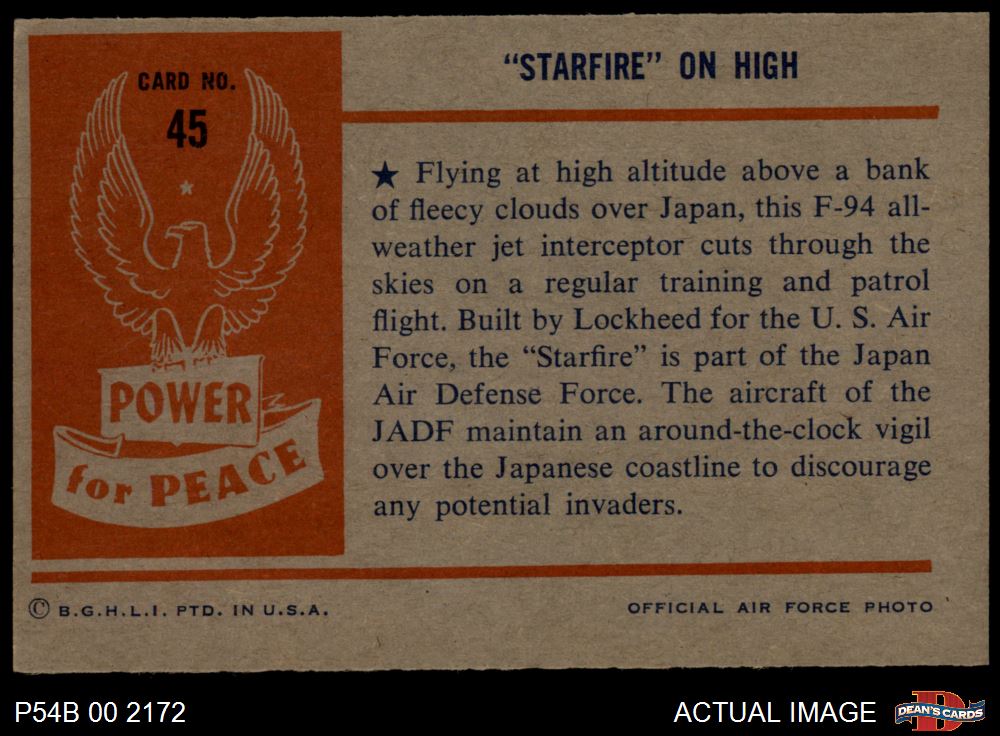 CARD NO.
45
POWER
for PEACE
“STARFIRE” ON HIGH
★ Flying at high altitude above a bank
of fleecy clouds over Japan, this F-94 all-
weather jet interceptor cuts through the
skies on a regular training and patrol
flight. Built by Lockheed for the U. S. Air
Force, the “Starfire” is part of the Japan
Air Defense Force. The aircraft of the
JADF maintain an around-the-clock vigil
over the Japanese coastline to discourage
any potential invaders.
© B.G.H.L.I. PTD. IN U.S.A.
OFFICIAL AIR FORCE PHOTO
P54B 00 2172
ACTUAL IMAGE
DEAN'S CARDS